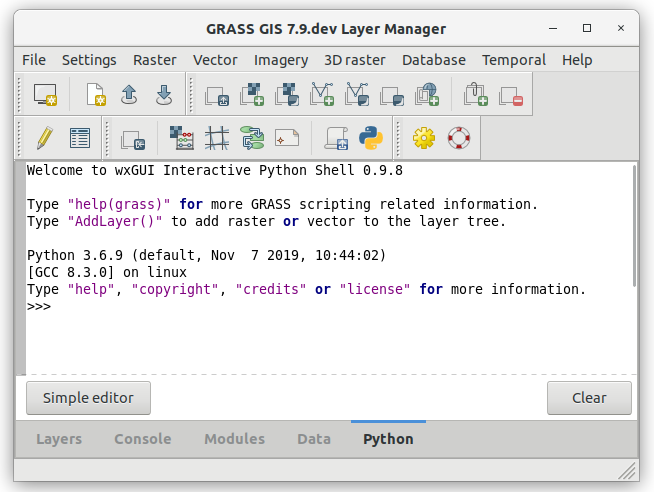 GRASS GIS 7.9.dev Layer Manager
File Settings Raster Vector Imagery 3D raster Database Temporal Help
Welcome to wxGUI Interactive Python Shell 0.9.8
Type "help(grass)" for more GRASS scripting related information.
Type "AddLayer()" to add raster or vector to the layer tree.
Python 3.6.9 (default, Nov  7 2019, 10:44:02)
[GCC 8.3.0] on linux
Type "help", "copyright", "credits" or "license" for more information.
>>>
Simple editor Clear
Layers Console Modules Data Python